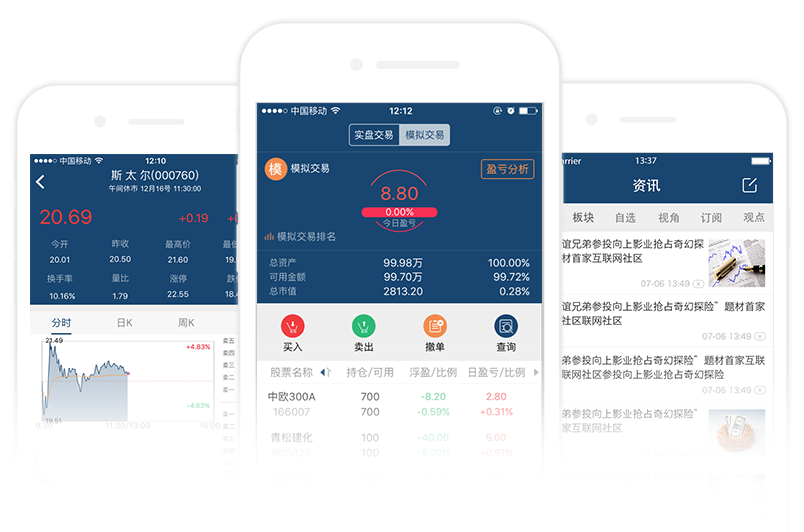 中国移动 12:10
斯 太 尔(000760)
午间休市 12月16号 11:30:00
20.69 +0.19
今开 昨收 最高价
20.01 20.50 21.60
换手率 量比 涨停
10.16% 1.79 22.55
分时 日K 周K
21.49 +4.83%
卖五
卖四
卖三
卖二
卖一
19.51 -4.83%
9:30 11:30/13:00 15:00
中国移动 12:12
实盘交易 模拟交易
模 模拟交易 盈亏分析
8.80
0.00%
今日盈亏
模拟交易排名
总资产 99.98万 100.00%
可用金额 99.70万 99.72%
总市值 2813.20 0.28%
买入 卖出 撤单 查询
股票名称 持仓/可用 浮盈/比例 日盈亏/比例
中欧300A 700 -8.20 2.80
166007 700 -0.59% +0.31%
青松建化 100 -40.00 5.00
600425 100 -6.70% +0.91%
arrier 13:37
资讯
板块 自选 视角 订阅 观点
谊兄弟参投向上影业抢占奇幻探
材首家互联网社区
07-06 13:49
谊兄弟参投向上影业抢占奇幻探险”题材首家
社区联网社区
07-06 13:49
弟参投向上影业抢占奇幻探险”题材首家互联
联网社区参投向上影业抢占奇幻探险
07-06 13:49
弟参投向上影业抢占奇幻探险”
材首家互联网社区